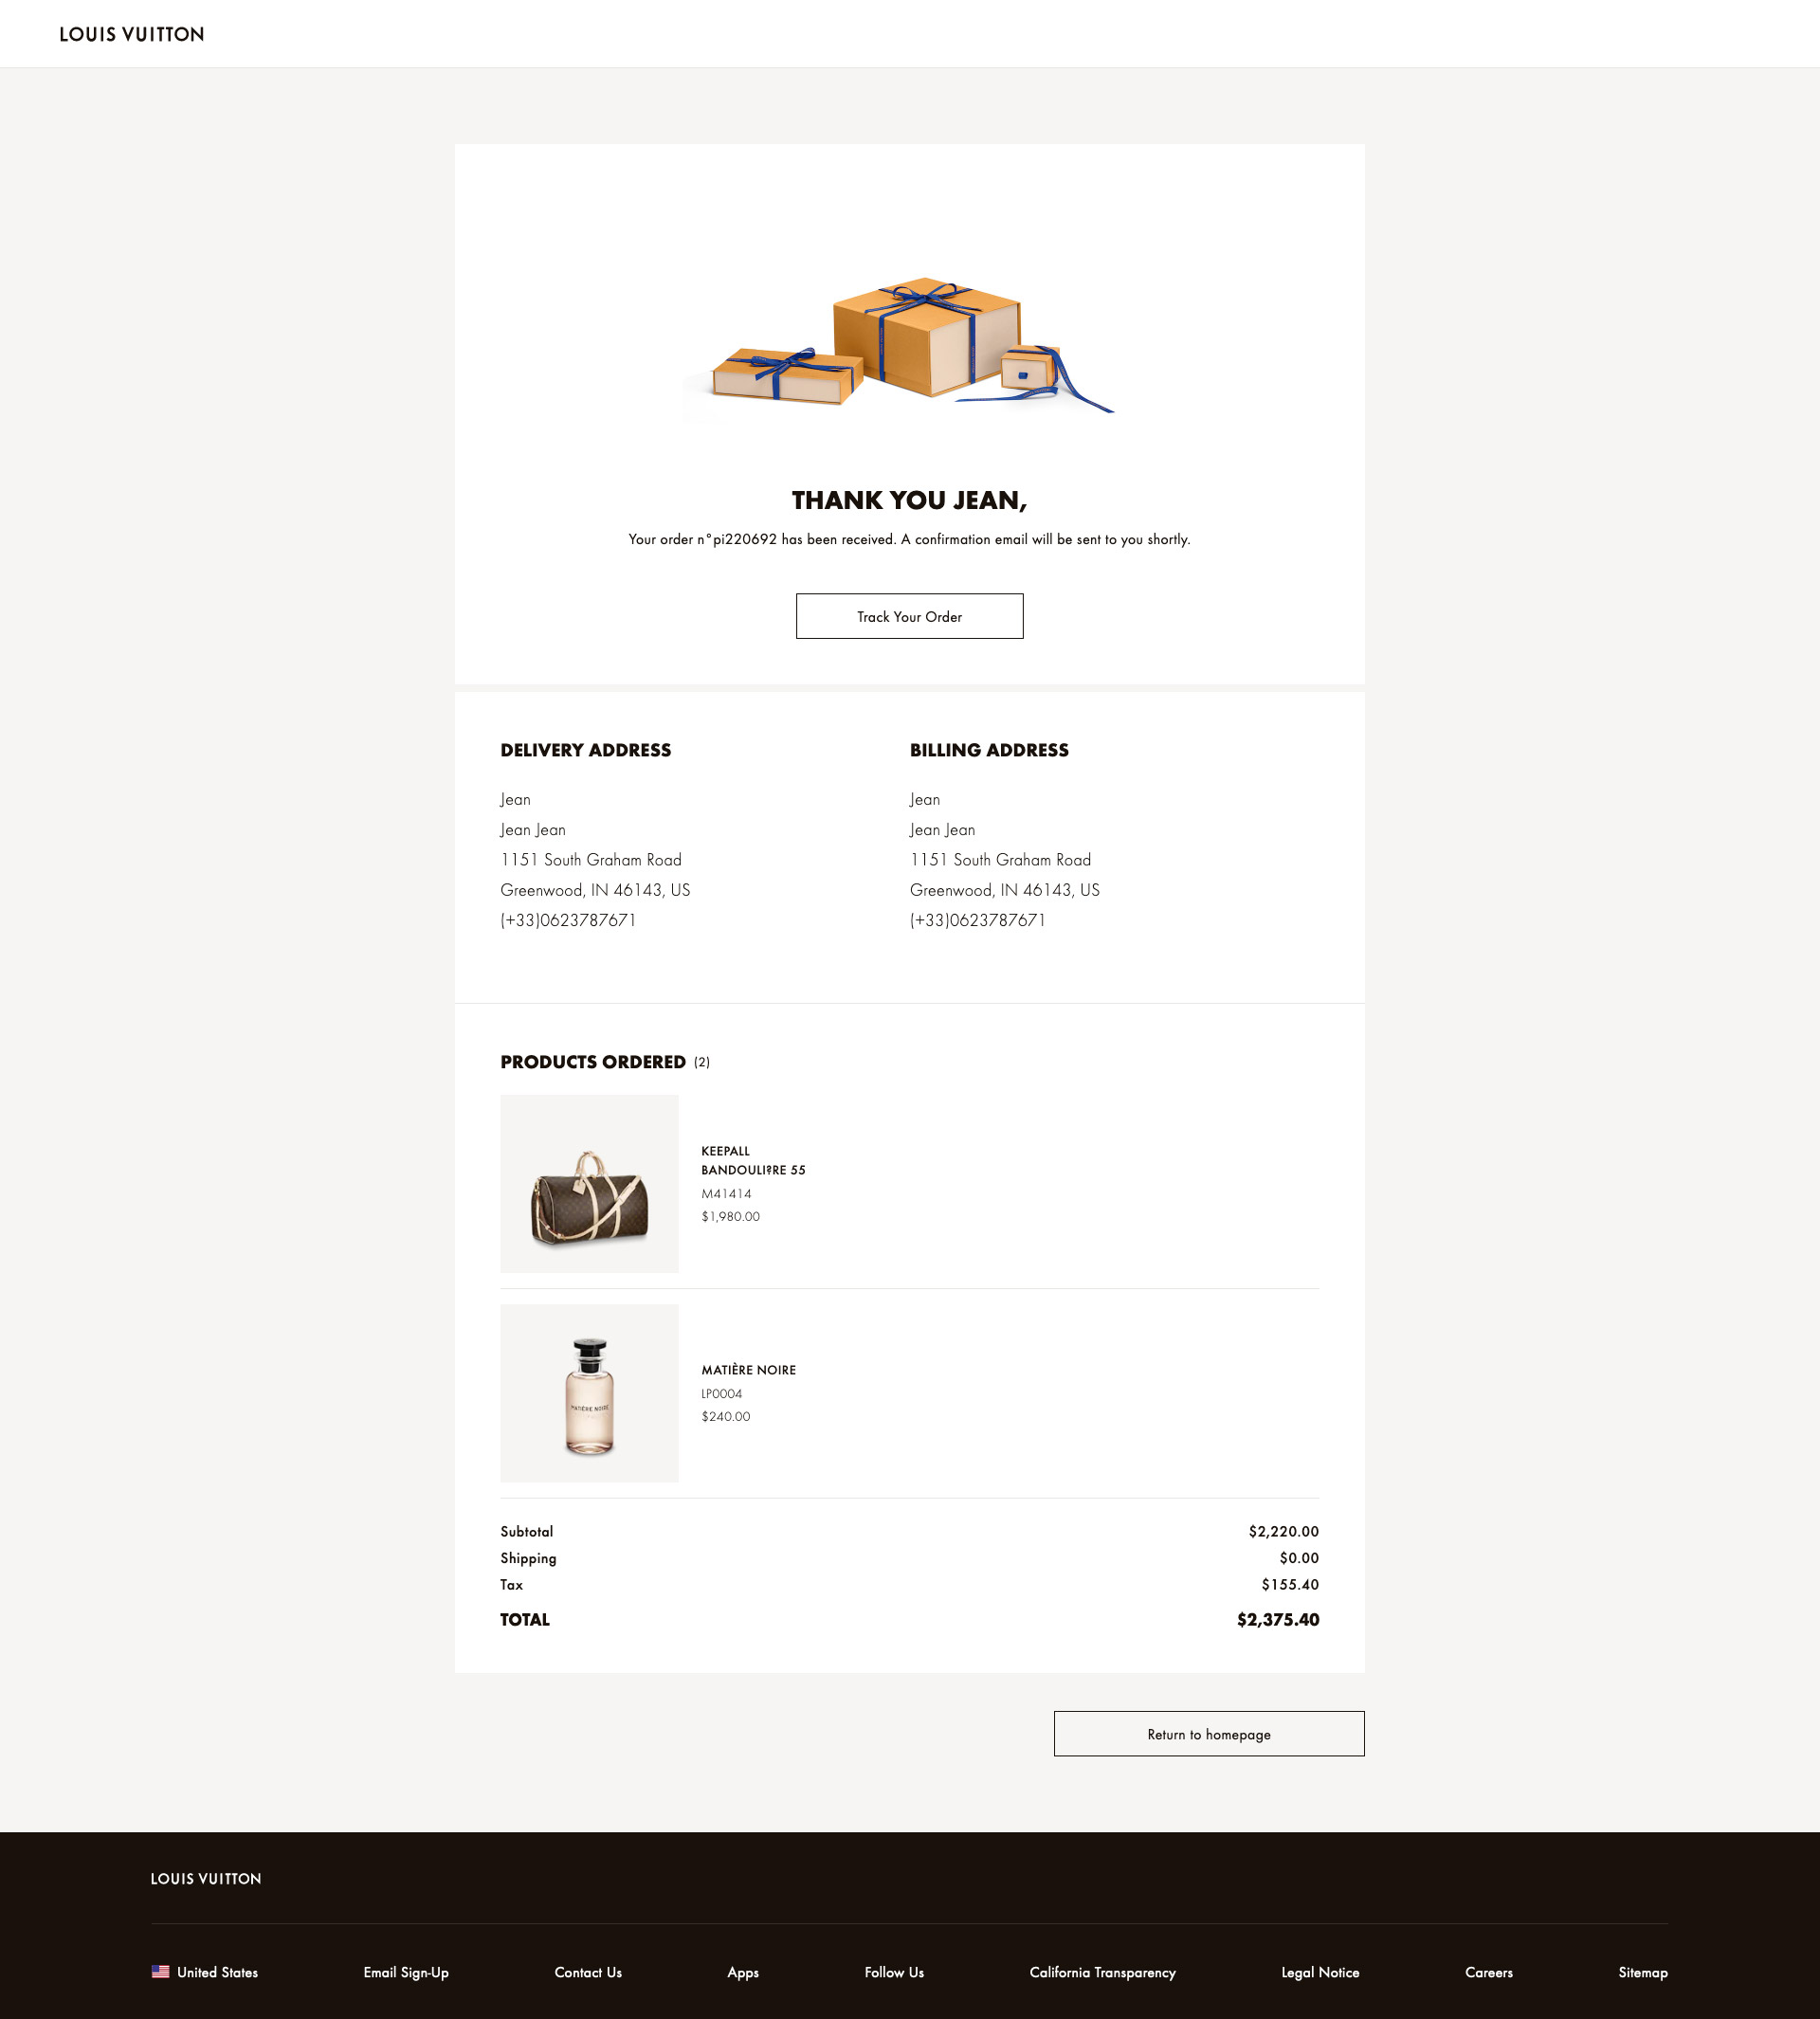 LOUIS VUITTON
THANK YOU JEAN,
Your order n°pi220692 has been received. A confirmation email will be sent to you shortly.
Track Your Order
DELIVERY ADDRESS
Jean
Jean Jean
1151 South Graham Road
Greenwood, IN 46143, US
(+33)0623787671
BILLING ADDRESS
Jean
Jean Jean
1151 South Graham Road
Greenwood, IN 46143, US
(+33)0623787671
PRODUCTS ORDERED (2)
KEEPALL
BANDOULI?RE 55
M41414
$1,980.00
MATIÈRE NOIRE
MATIÈRE NOIRE
LP0004
$240.00
Subtotal $2,220.00
Shipping $0.00
Tax $155.40
TOTAL $2,375.40
Return to homepage
LOUIS VUITTON
United States Email Sign-Up Contact Us Apps Follow Us California Transparency Legal Notice Careers Sitemap